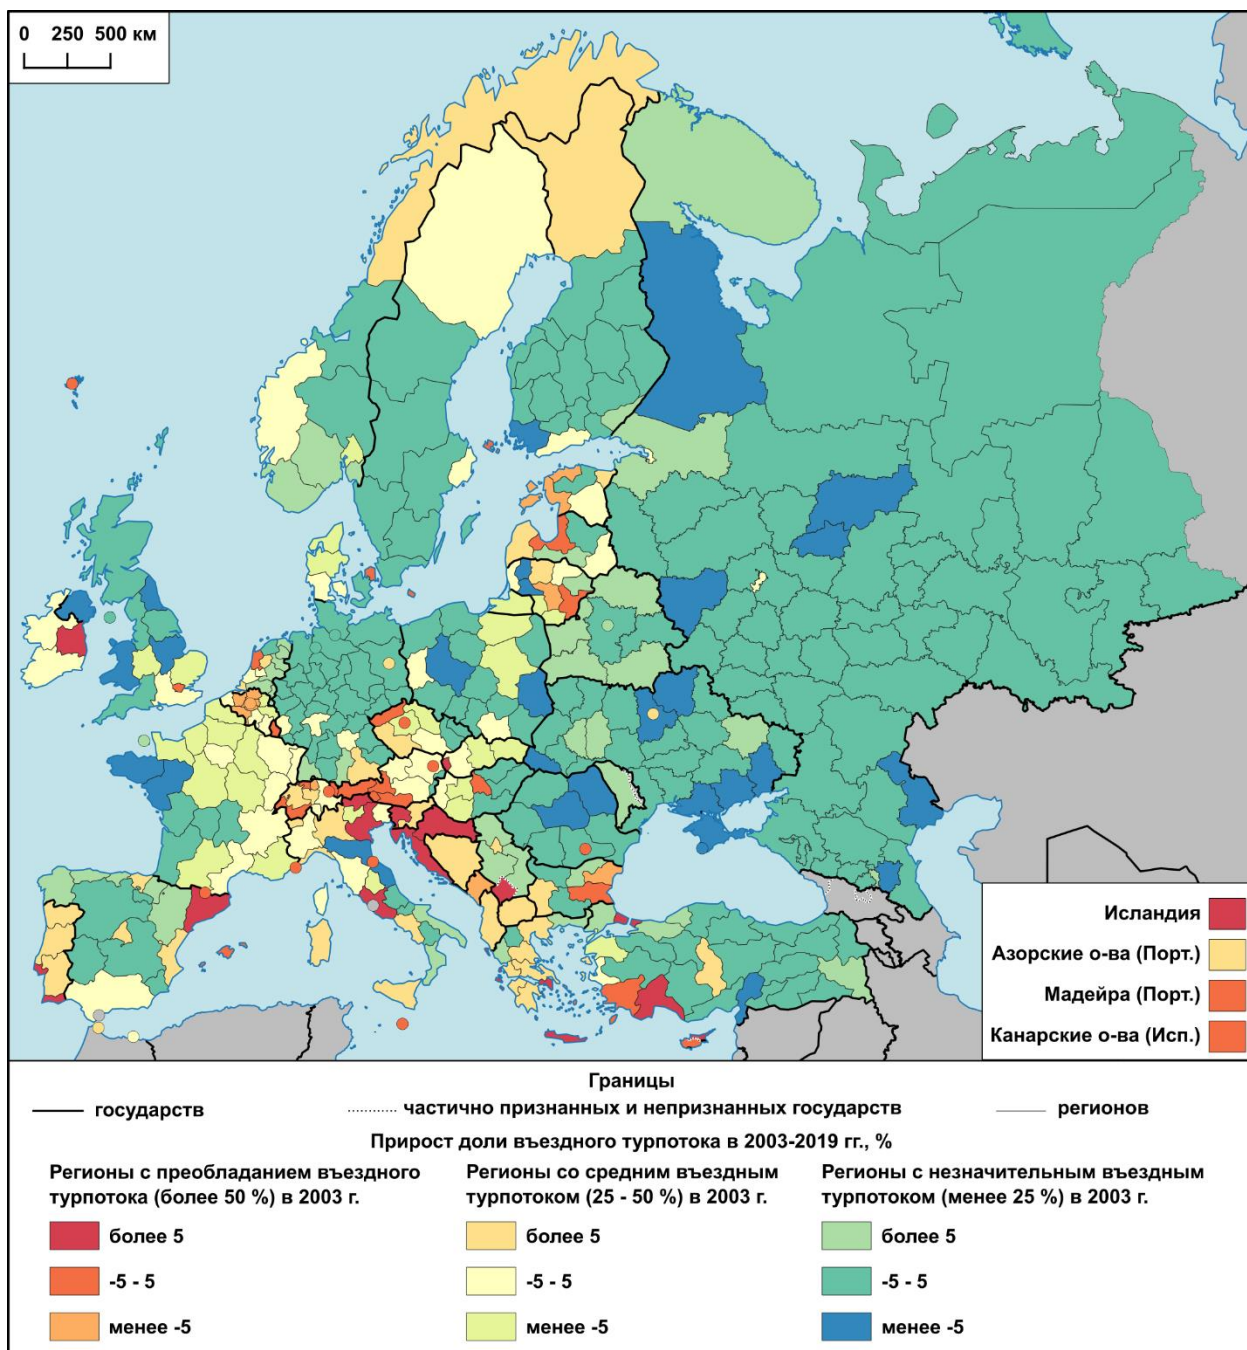 0 250 500 км
Исландия
Азорские о-ва (Порт.)
Мадейра (Порт.)
Канарские о-ва (Исп.)
Границы
государств
частично признанных и непризнанных государств
регионов
Прирост доли въездного турпотока в 2003-2019 гг., %
Регионы с преобладанием въездного
турпотока (более 50 %) в 2003 г.
более 5
-5 - 5
менее -5
Регионы со средним въездным
турпотоком (25 - 50 %) в 2003 г.
более 5
-5 - 5
менее -5
Регионы с незначительным въездным
турпотоком (менее 25 %) в 2003 г.
более 5
-5 - 5
менее -5